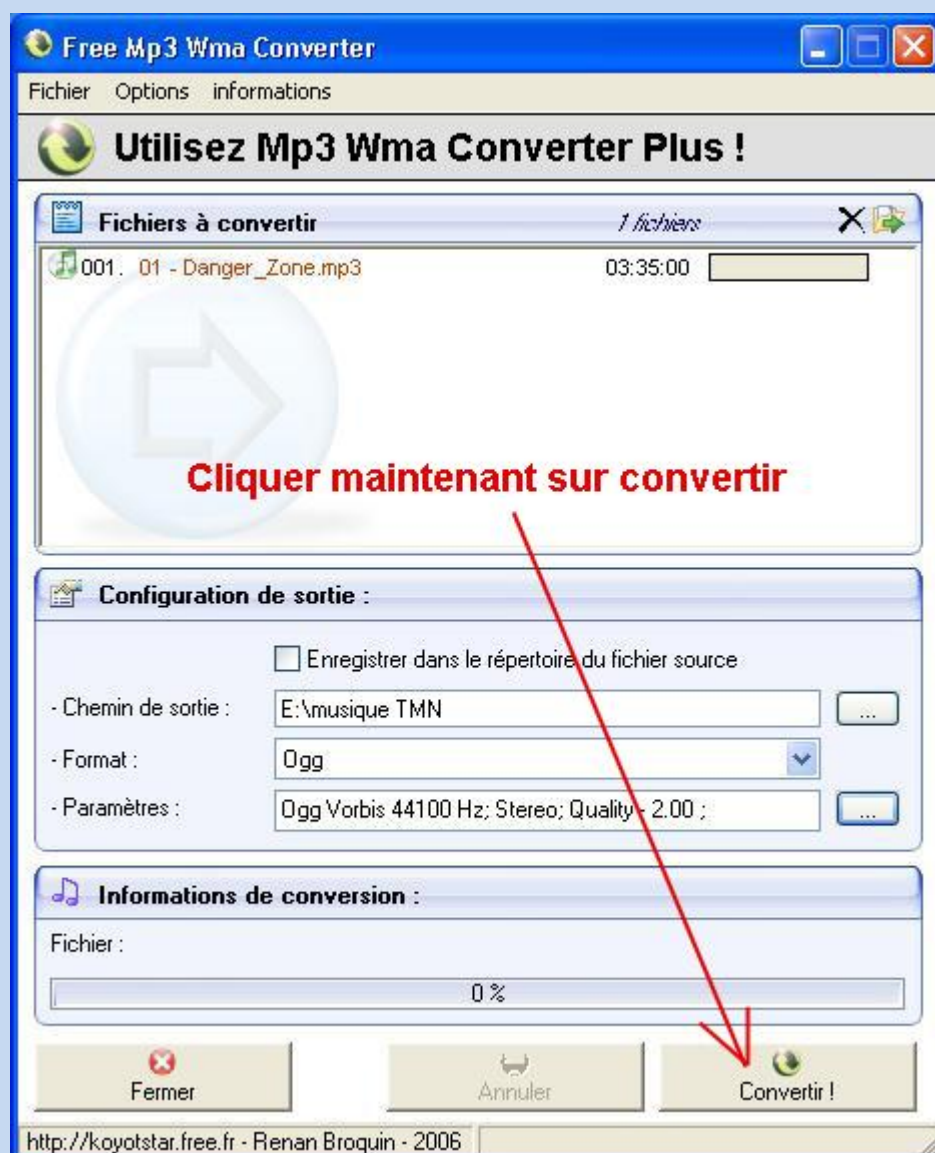 Free Mp3 Wma Converter
Fichier Options informations
Utilisez Mp3 Wma Converter Plus !
Fichiers à convertir 1 fichiers
001. 01 - Danger_Zone.mp3 03:35:00
Cliquer maintenant sur convertir
Configuration de sortie :
Enregistrer dans le répertoire du fichier source
- Chemin de sortie : E:\musique TMN ...
- Format : Ogg
- Paramètres : Ogg Vorbis 44100 Hz; Stereo; Quality - 2.00 ; ...
Informations de conversion :
Fichier :
0 %
Fermer Annuler Convertir !
http://koyotstar.free.fr - Renan Broquin - 2006